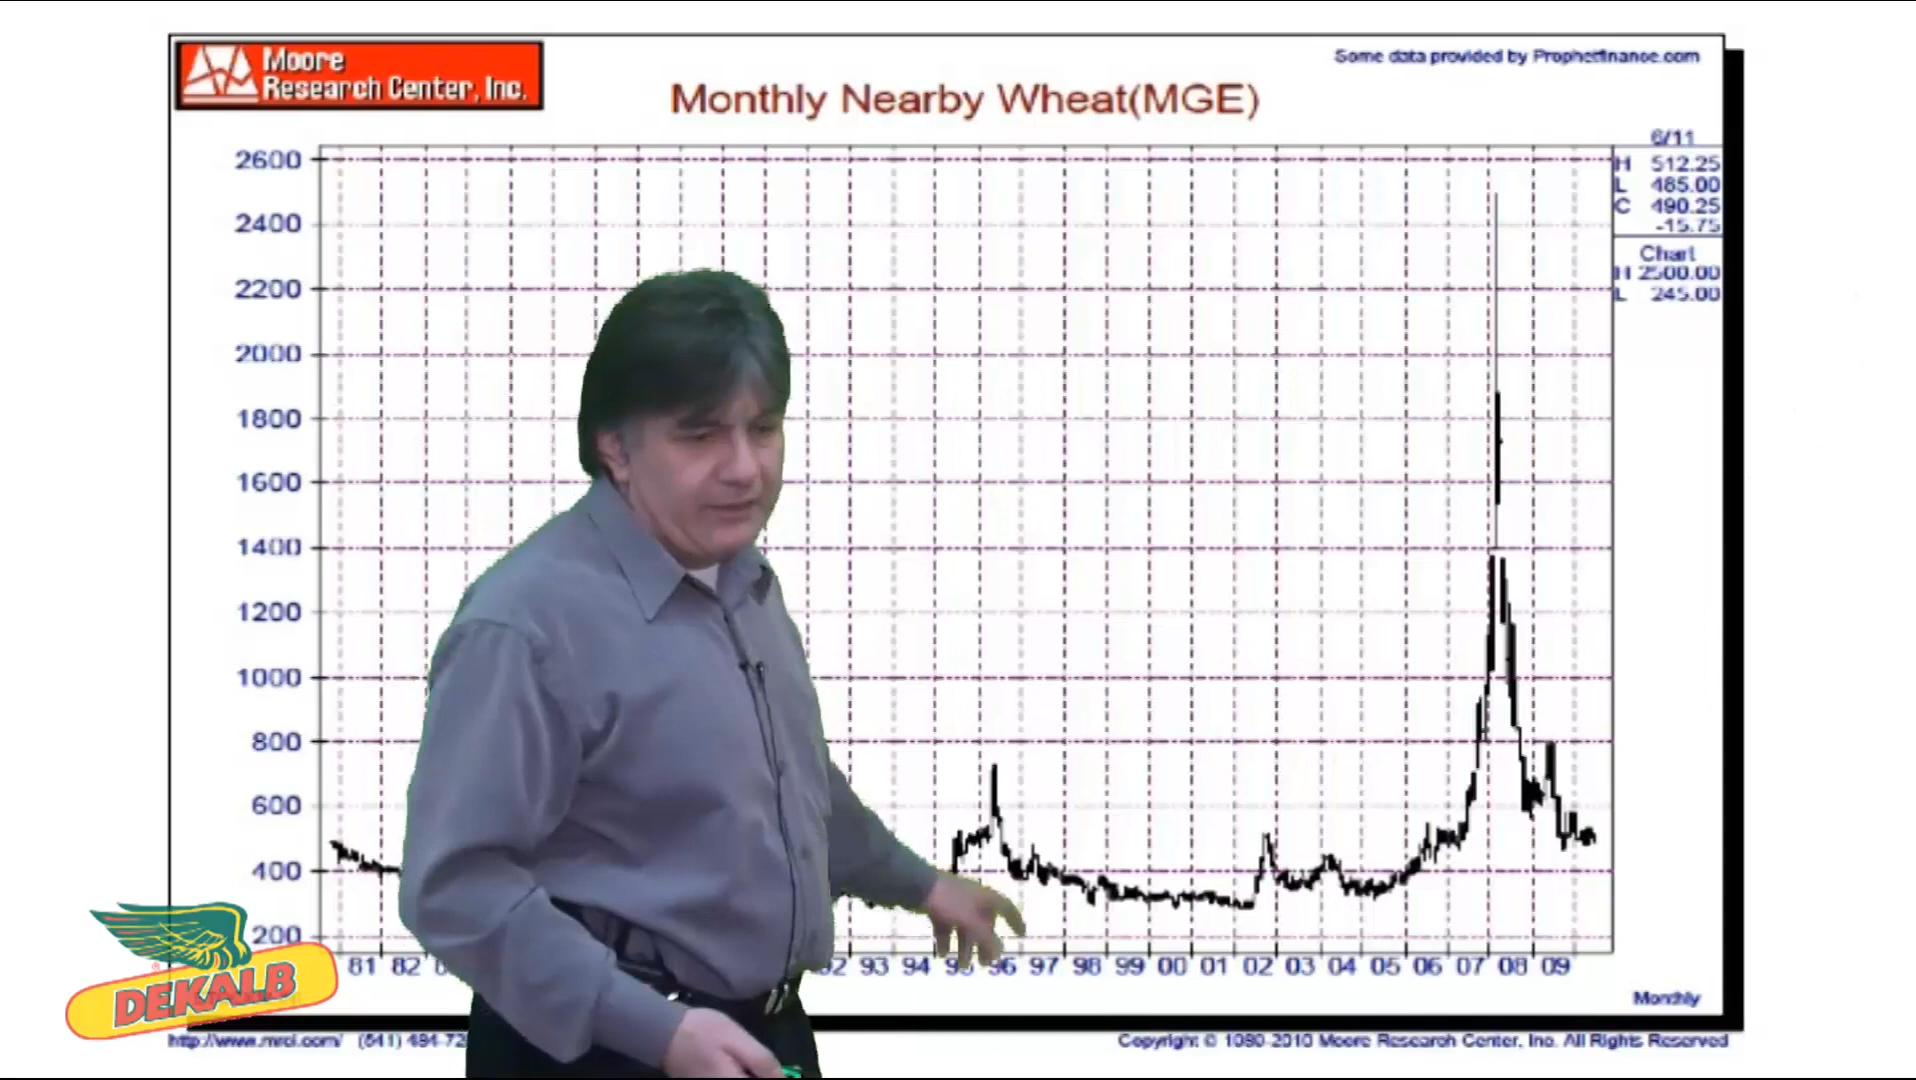 Moore
Research Center, Inc.
Some data provided by Prophetfinance.com
Monthly Nearby Wheat(MGE)
6/11
H 512.25
L 485.00
C 490.25
-15.75
Chart
H 2500.00
L 245.00
2600
2400
2200
2000
1800
1600
1400
1200
1000
800
600
400
200
81 82 93 94 95 96 97 98 99 00 01 02 03 04 05 06 07 08 09
Monthly
DEKALB
http://www.mrci.com/ (541)
Copyright © 1989-2010 Moore Research Center, Inc. All Rights Reserved